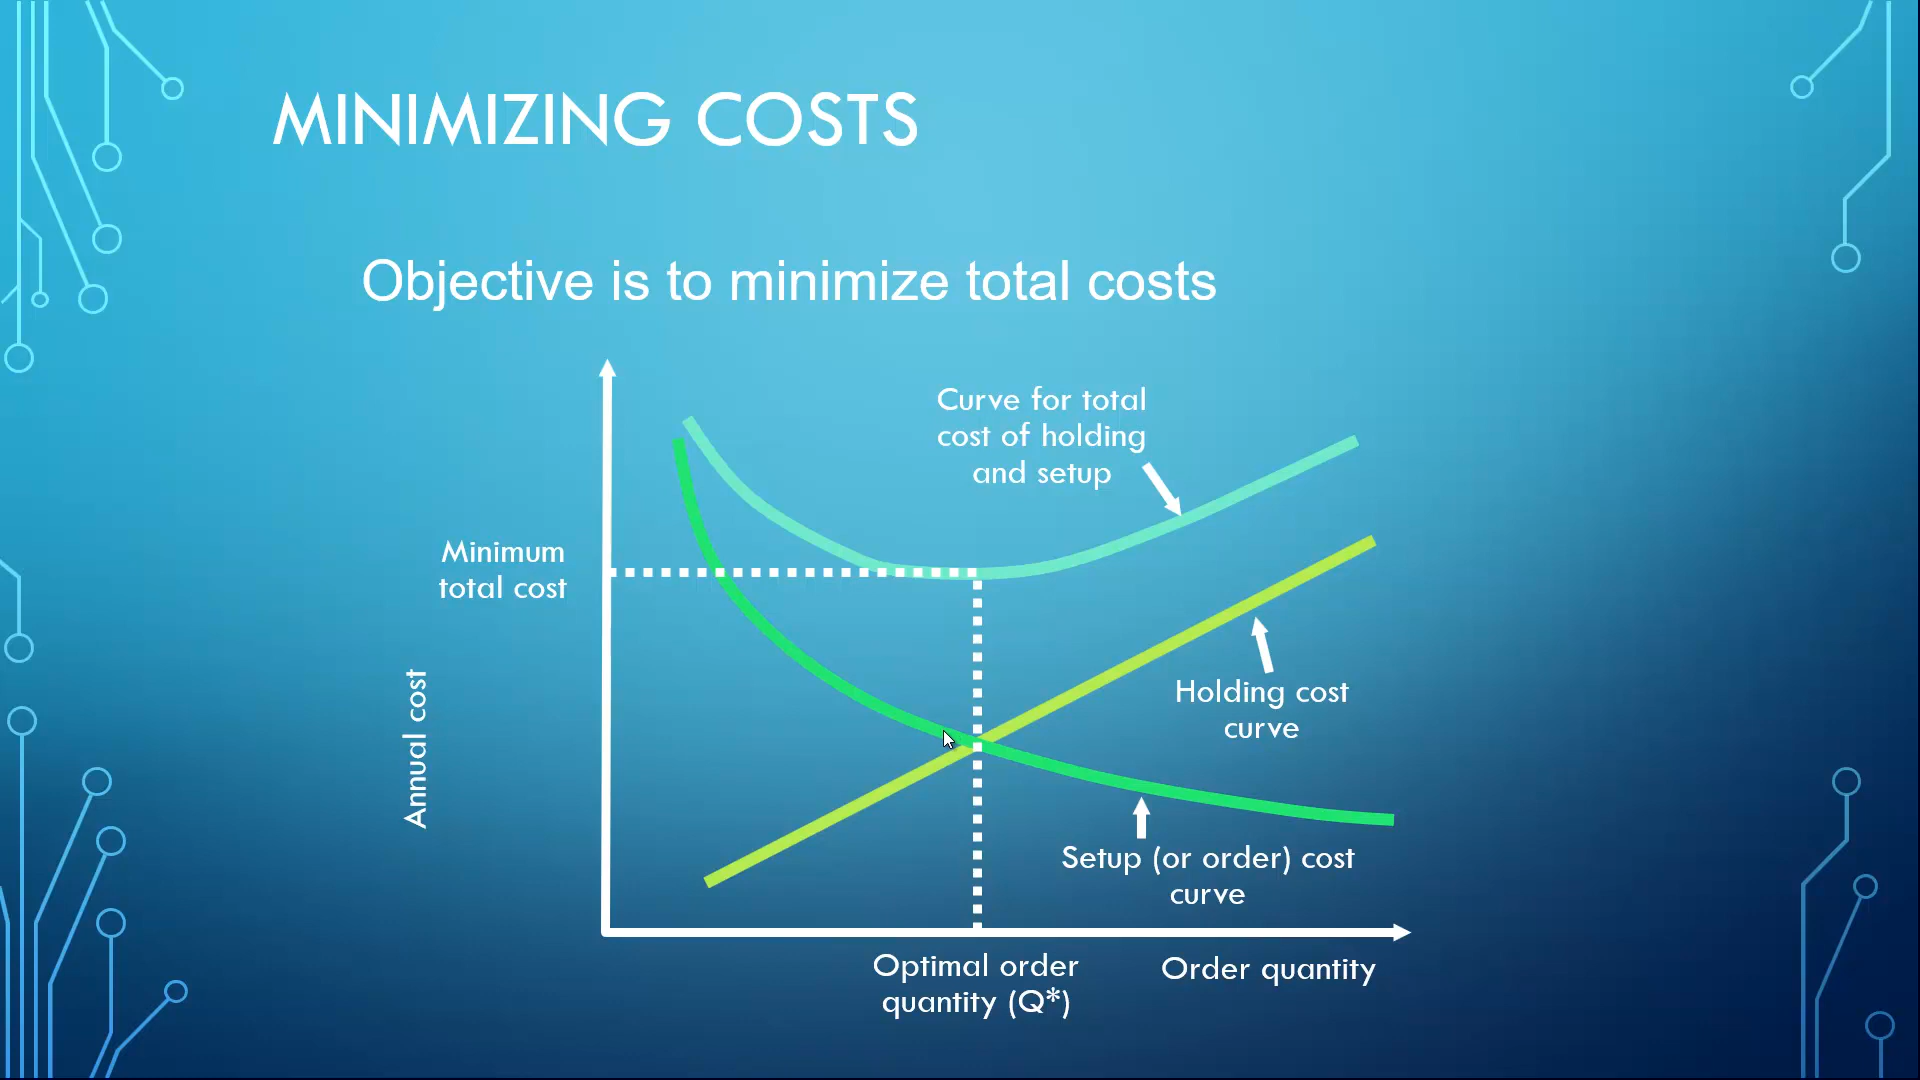 MINIMIZING COSTS
Objective is to minimize total costs
Curve for total
cost of holding
and setup
Minimum
total cost
Annual cost
Holding cost
curve
Setup (or order) cost
curve
Optimal order
quantity (Q*)
Order quantity